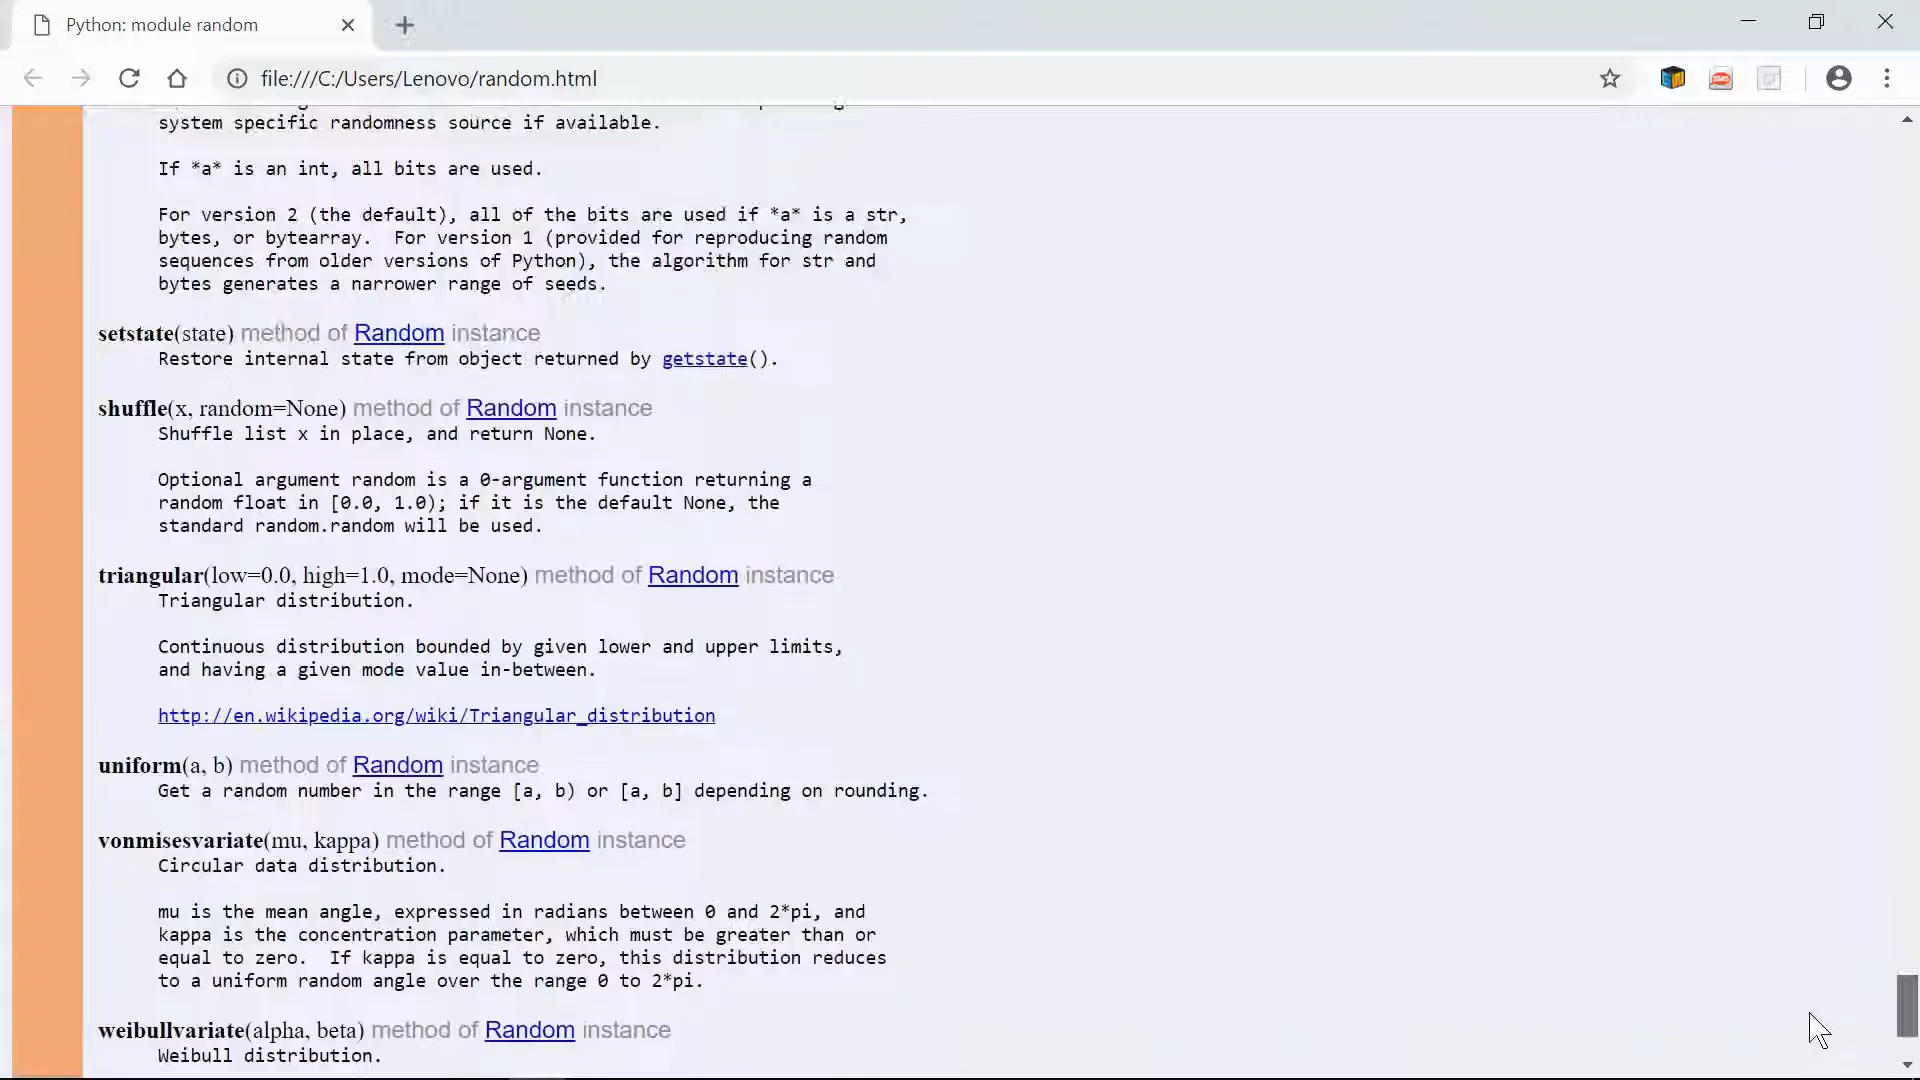 Python: module random
file:///C:/Users/Lenovo/random.html
system specific randomness source if available.
If *a* is an int, all bits are used.
For version 2 (the default), all of the bits are used if *a* is a str,
bytes, or bytearray.  For version 1 (provided for reproducing random
sequences from older versions of Python), the algorithm for str and
bytes generates a narrower range of seeds.
setstate(state) method of Random instance
Restore internal state from object returned by getstate().
shuffle(x, random=None) method of Random instance
Shuffle list x in place, and return None.
Optional argument random is a 0-argument function returning a
random float in [0.0, 1.0); if it is the default None, the
standard random.random will be used.
triangular(low=0.0, high=1.0, mode=None) method of Random instance
Triangular distribution.
Continuous distribution bounded by given lower and upper limits,
and having a given mode value in-between.
http://en.wikipedia.org/wiki/Triangular_distribution
uniform(a, b) method of Random instance
Get a random number in the range [a, b) or [a, b] depending on rounding.
vonmisesvariate(mu, kappa) method of Random instance
Circular data distribution.
mu is the mean angle, expressed in radians between 0 and 2*pi, and
kappa is the concentration parameter, which must be greater than or
equal to zero.  If kappa is equal to zero, this distribution reduces
to a uniform random angle over the range 0 to 2*pi.
weibullvariate(alpha, beta) method of Random instance
Weibull distribution.